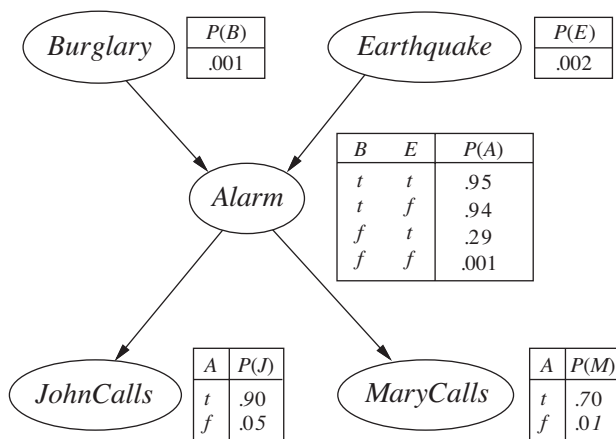 Burglary
P(B)
.001
Earthquake
P(E)
.002
Alarm
B E P(A)
t t .95
t f .94
f t .29
f f .001
JohnCalls
A P(J)
t .90
f .05
MaryCalls
A P(M)
t .70
f .01